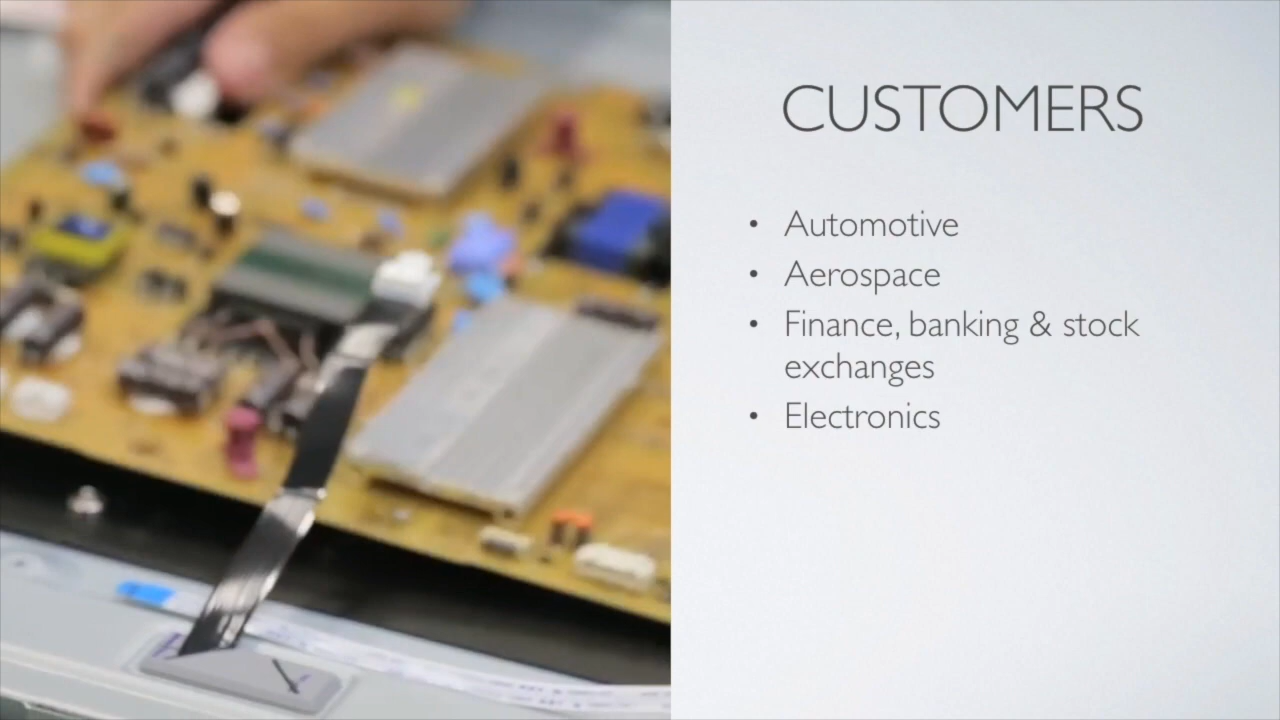 CUSTOMERS
• Automotive
• Aerospace
• Finance, banking & stock
exchanges
• Electronics